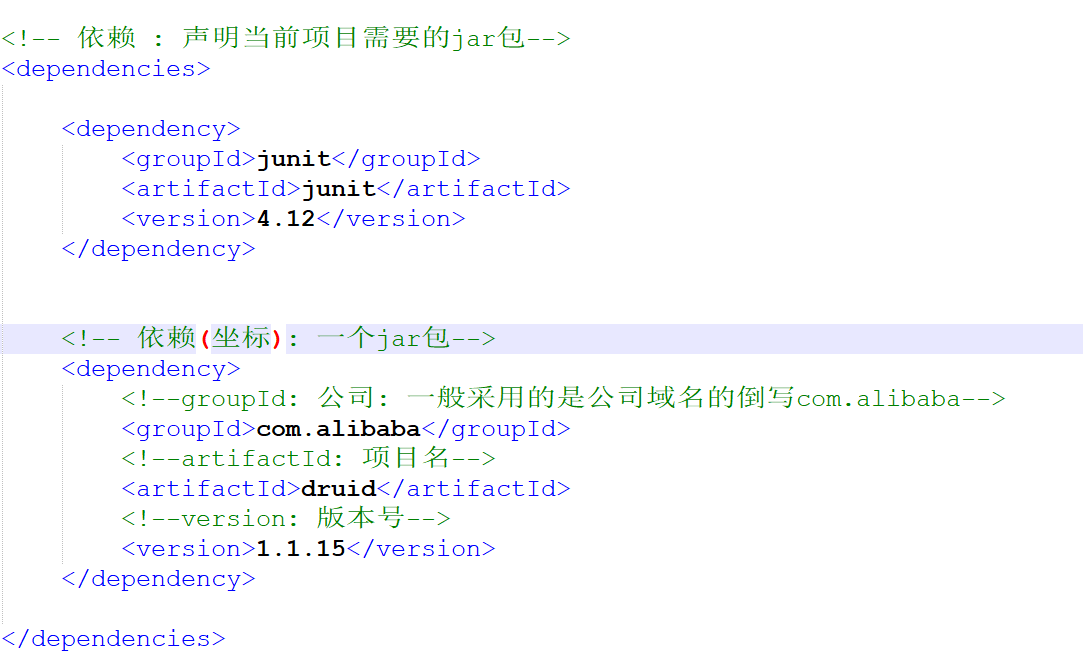 <!-- 依赖 : 声明当前项目需要的jar包-->
<dependencies>
<dependency>
<groupId>junit</groupId>
<artifactId>junit</artifactId>
<version>4.12</version>
</dependency>
<!-- 依赖(坐标): 一个jar包-->
<dependency>
<!--groupId: 公司: 一般采用的是公司域名的倒写com.alibaba-->
<groupId>com.alibaba</groupId>
<!--artifactId: 项目名-->
<artifactId>druid</artifactId>
<!--version: 版本号-->
<version>1.1.15</version>
</dependency>
</dependencies>